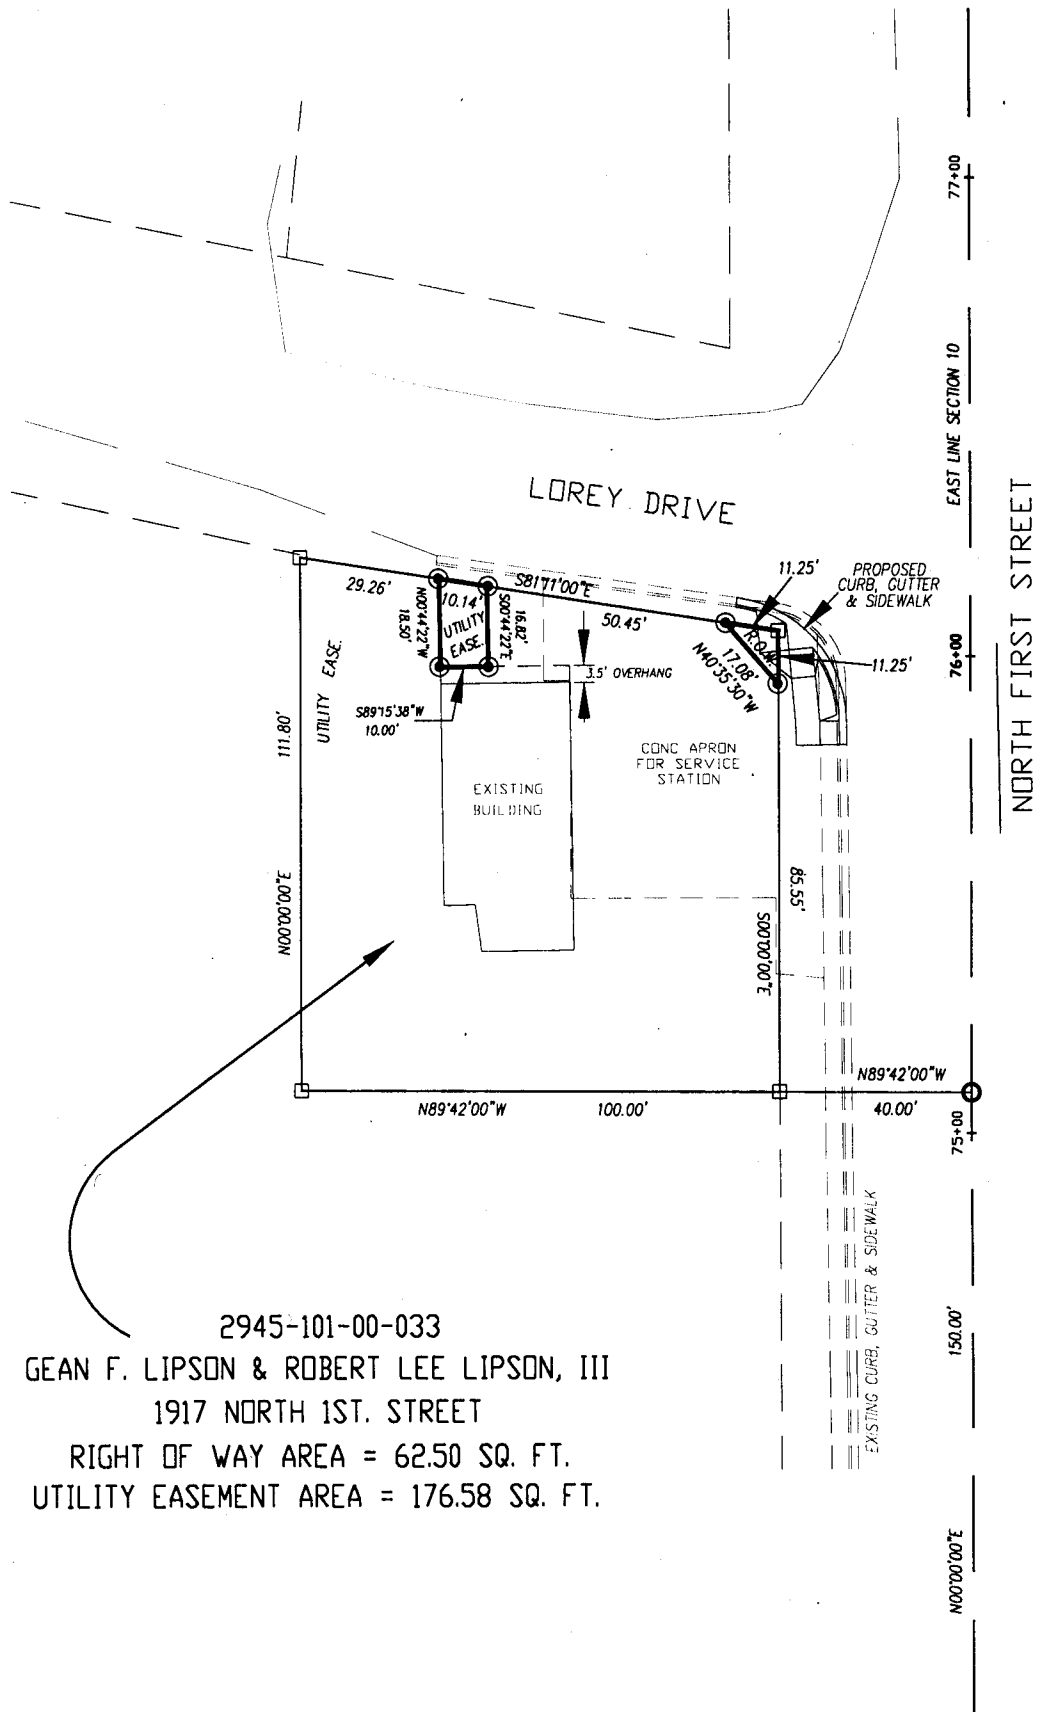 77+00
EAST LINE SECTION 10
NORTH FIRST STREET
LOREY DRIVE
11.25'
PROPOSED
CURB, GUTTER
& SIDEWALK
29.26'
10.14'
S81°11'00"E
50.45'
N00°44'22"W
18.50'
UTILITY
EASE.
S00°44'22"E
16.82'
R.O.W.
17.08'
N40°35'30"W
11.25'
76+00
3.5' OVERHANG
UTILITY EASE.
111.80'
S89°15'38"W
10.00'
CONC APRON
FOR SERVICE
STATION
EXISTING
BUILDING
85.55'
N00°00'00"E
S00°00'00"E
N89°42'00"W
N89°42'00"W
100.00'
40.00'
75+00
EXISTING CURB, GUTTER & SIDEWALK
150.00'
2945-101-00-033
GEAN F. LIPSON & ROBERT LEE LIPSON, III
1917 NORTH 1ST. STREET
RIGHT OF WAY AREA = 62.50 SQ. FT.
UTILITY EASEMENT AREA = 176.58 SQ. FT.
N00°00'00"E